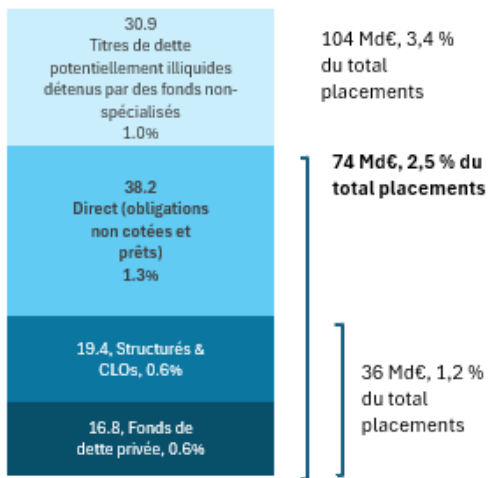 30.9
Titres de dette
potentiellement illiquides
détenus par des fonds non-
spécialisés
1.0%
104 Md€, 3,4 %
du total
placements
74 Md€, 2,5 % du
total placements
38.2
Direct (obligations
non cotées et
prêts)
1.3%
19.4, Structurés &
CLOs, 0.6%
36 Md€, 1,2 %
du total
placements
16.8, Fonds de
dette privée, 0.6%